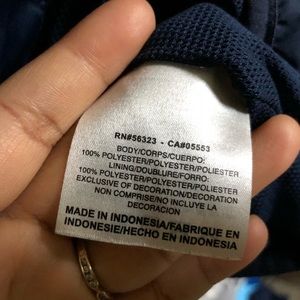 RN#56323 - CA#05553
BODY/CORPS/CUERPO:
100% POLYESTER/POLYESTER/POLIESTER
LINING/DOUBLURE/FORRO:
100% POLYESTER/POLYESTER/POLIESTER
EXCLUSIVE OF DECORATION/DECORATION
NON COMPRISE/NO INCLUYE LA
DECORACION
MADE IN INDONESIA/FABRIQUE EN
INDONESIE/HECHO EN INDONESIA